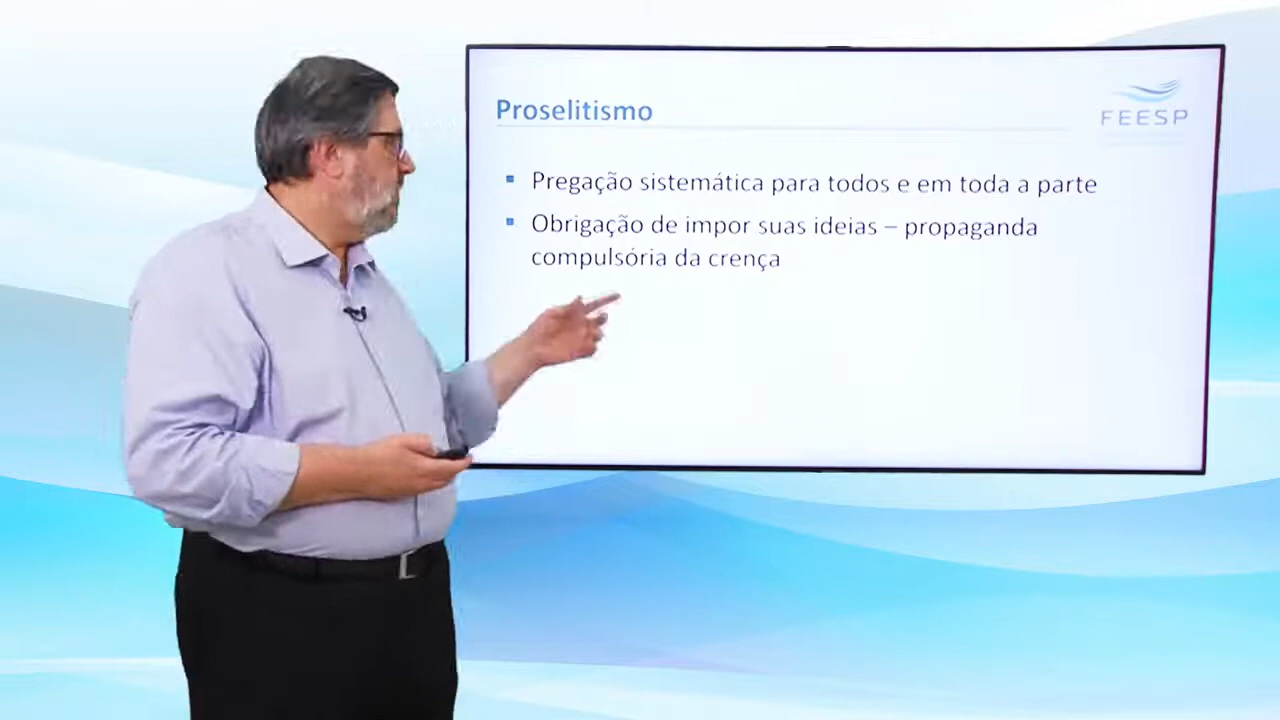 Proselitismo
FEESP
Pregação sistemática para todos e em toda a parte
Obrigação de impor suas ideias – propaganda
compulsória da crença